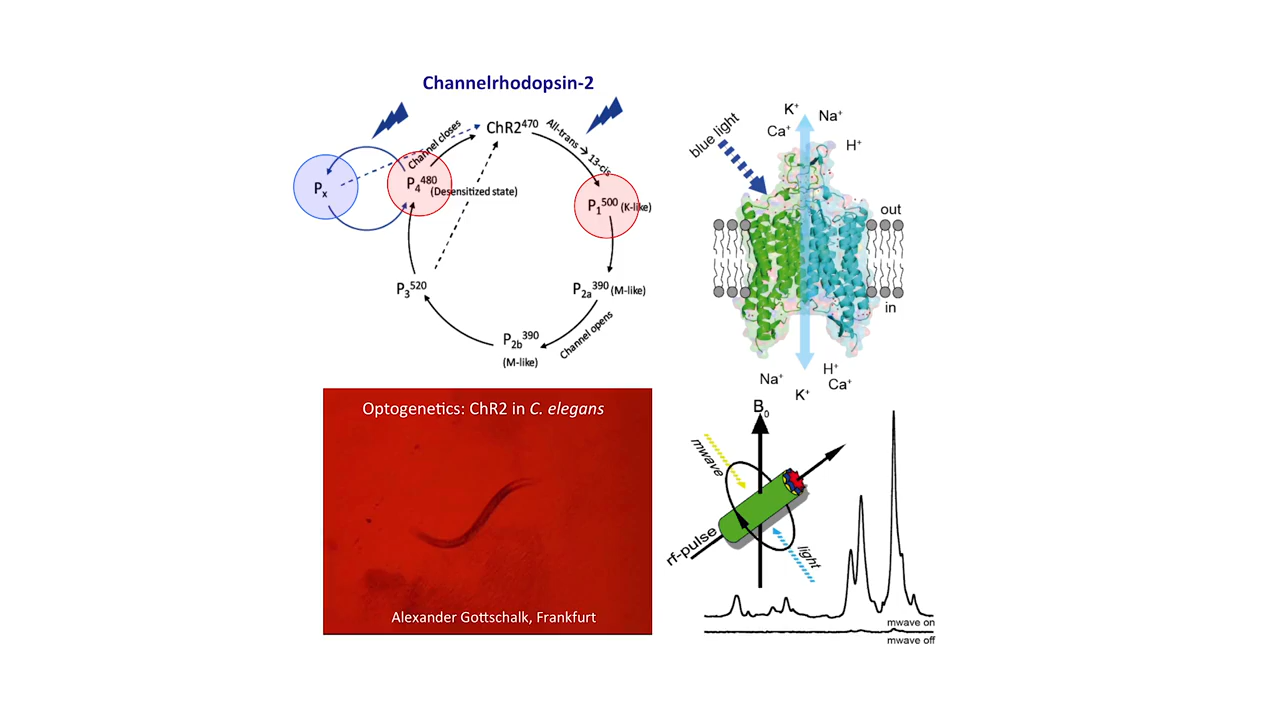 Channelrhodopsin-2
ChR2⁴⁷⁰
All-trans → 13-cis
Channel closes
Pₓ
P₄⁴⁸⁰
(Desensitized state)
P₁⁵⁰⁰ (K-like)
P₃⁵²⁰
P₂ₐ³⁹⁰ (M-like)
Channel opens
P₂b³⁹⁰
(M-like)
blue light
K⁺
Na⁺
Ca⁺
H⁺
out
in
H⁺
Na⁺
Ca⁺
K⁺
Optogenetics: ChR2 in C. elegans
Alexander Gottschalk, Frankfurt
B₀
mwave
rf-pulse
light
mwave on
mwave off